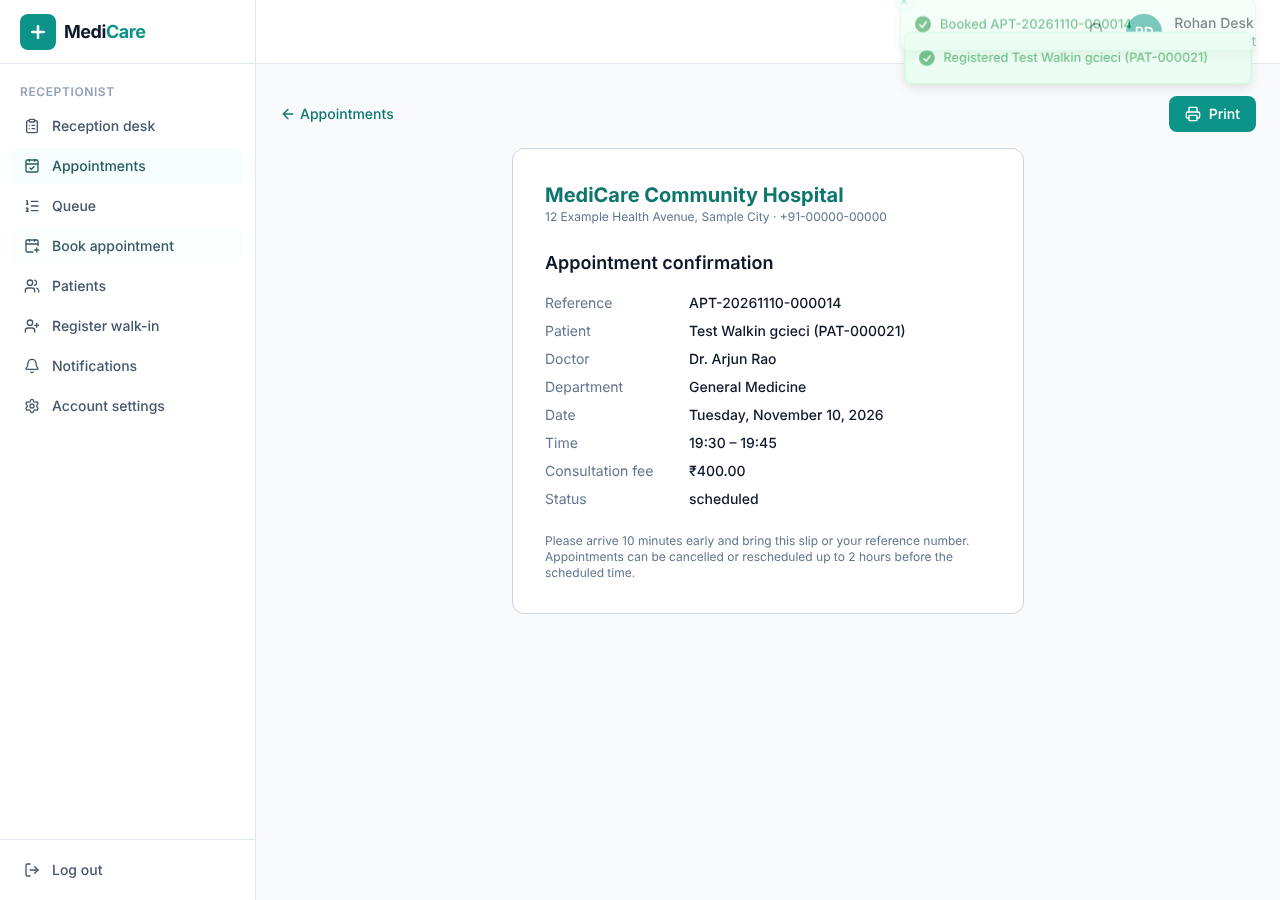 MediCare
Booked APT-20261110-000014
Rohan Desk
Registered Test Walkin gcieci (PAT-000021)
RECEPTIONIST
Reception desk
Appointments
Queue
Book appointment
Patients
Register walk-in
Notifications
Account settings
Log out
Appointments
Print
MediCare Community Hospital
12 Example Health Avenue, Sample City · +91-00000-00000
Appointment confirmation
Reference APT-20261110-000014
Patient Test Walkin gcieci (PAT-000021)
Doctor Dr. Arjun Rao
Department General Medicine
Date Tuesday, November 10, 2026
Time 19:30 – 19:45
Consultation fee ₹400.00
Status scheduled
Please arrive 10 minutes early and bring this slip or your reference number.
Appointments can be cancelled or rescheduled up to 2 hours before the
scheduled time.